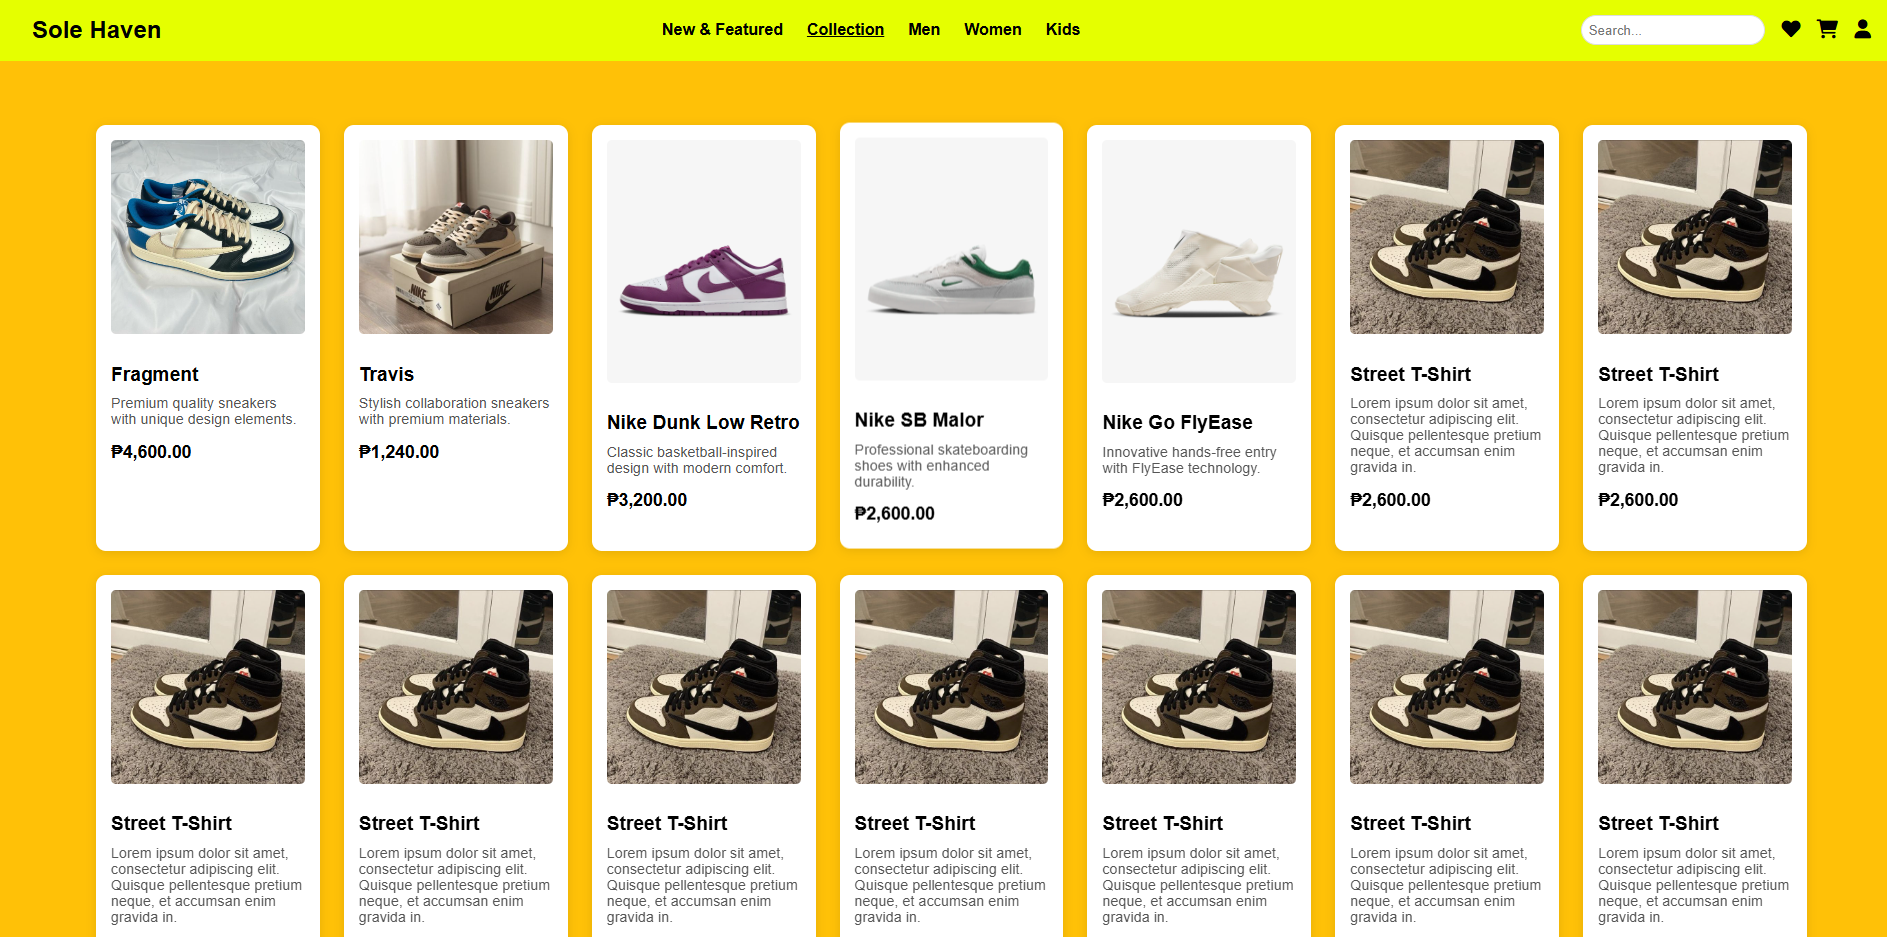 Sole Haven
New & Featured
Collection
Men
Women
Kids
Search...
NIKE
NIKE
Fragment
Premium quality sneakers
with unique design elements.
₱4,600.00
Travis
Stylish collaboration sneakers
with premium materials.
₱1,240.00
Nike Dunk Low Retro
Classic basketball-inspired
design with modern comfort.
₱3,200.00
Nike SB Malor
Professional skateboarding
shoes with enhanced
durability.
₱2,600.00
Nike Go FlyEase
Innovative hands-free entry
with FlyEase technology.
₱2,600.00
Street T-Shirt
Lorem ipsum dolor sit amet,
consectetur adipiscing elit.
Quisque pellentesque pretium
neque, et accumsan enim
gravida in.
₱2,600.00
Street T-Shirt
Lorem ipsum dolor sit amet,
consectetur adipiscing elit.
Quisque pellentesque pretium
neque, et accumsan enim
gravida in.
₱2,600.00
Street T-Shirt
Lorem ipsum dolor sit amet,
consectetur adipiscing elit.
Quisque pellentesque pretium
neque, et accumsan enim
gravida in.
Street T-Shirt
Lorem ipsum dolor sit amet,
consectetur adipiscing elit.
Quisque pellentesque pretium
neque, et accumsan enim
gravida in.
Street T-Shirt
Lorem ipsum dolor sit amet,
consectetur adipiscing elit.
Quisque pellentesque pretium
neque, et accumsan enim
gravida in.
Street T-Shirt
Lorem ipsum dolor sit amet,
consectetur adipiscing elit.
Quisque pellentesque pretium
neque, et accumsan enim
gravida in.
Street T-Shirt
Lorem ipsum dolor sit amet,
consectetur adipiscing elit.
Quisque pellentesque pretium
neque, et accumsan enim
gravida in.
Street T-Shirt
Lorem ipsum dolor sit amet,
consectetur adipiscing elit.
Quisque pellentesque pretium
neque, et accumsan enim
gravida in.
Street T-Shirt
Lorem ipsum dolor sit amet,
consectetur adipiscing elit.
Quisque pellentesque pretium
neque, et accumsan enim
gravida in.